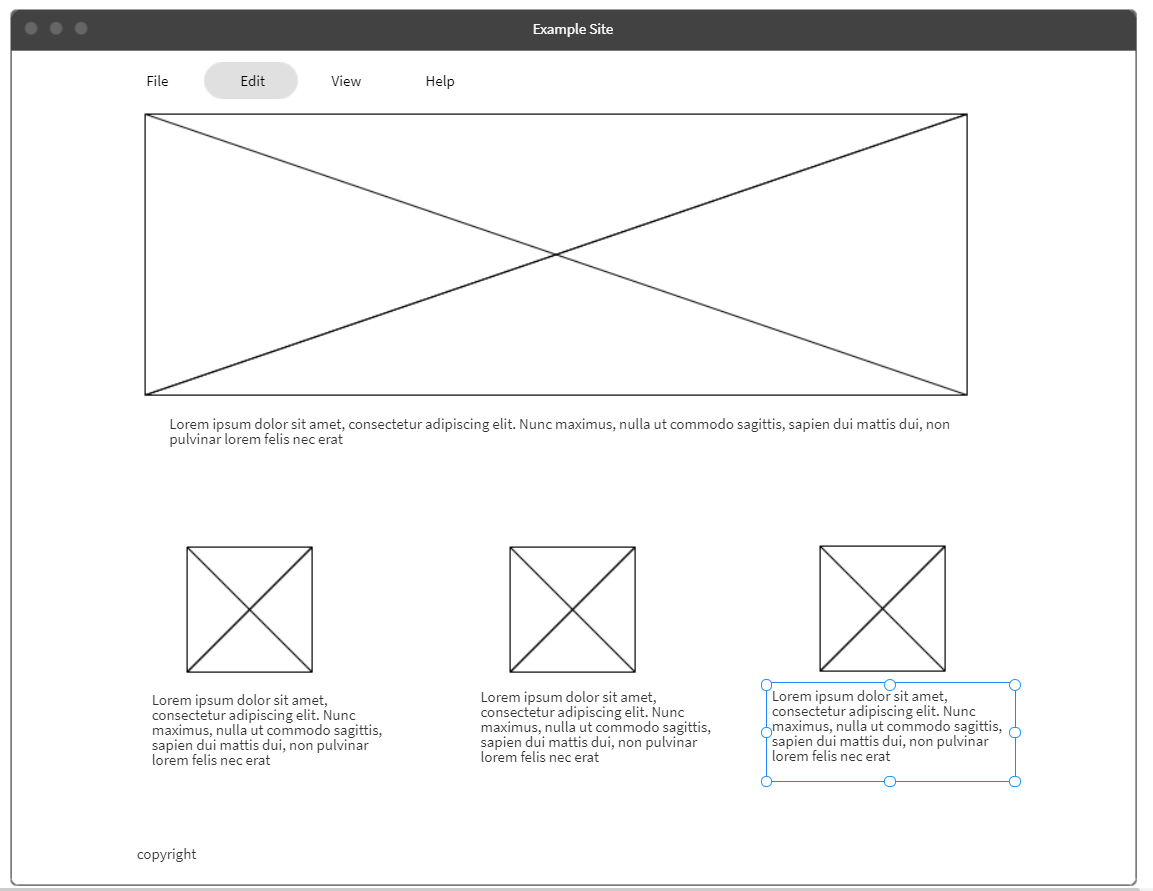 Example Site
File Edit View Help
Lorem ipsum dolor sit amet, consectetur adipiscing elit. Nunc maximus, nulla ut commodo sagittis, sapien dui mattis dui, non
pulvinar lorem felis nec erat
Lorem ipsum dolor sit amet,
consectetur adipiscing elit. Nunc
maximus, nulla ut commodo sagittis,
sapien dui mattis dui, non pulvinar
lorem felis nec erat
Lorem ipsum dolor sit amet,
consectetur adipiscing elit. Nunc
maximus, nulla ut commodo sagittis,
sapien dui mattis dui, non pulvinar
lorem felis nec erat
Lorem ipsum dolor sit amet,
consectetur adipiscing elit. Nunc
maximus, nulla ut commodo sagittis,
sapien dui mattis dui, non pulvinar
lorem felis nec erat
copyright